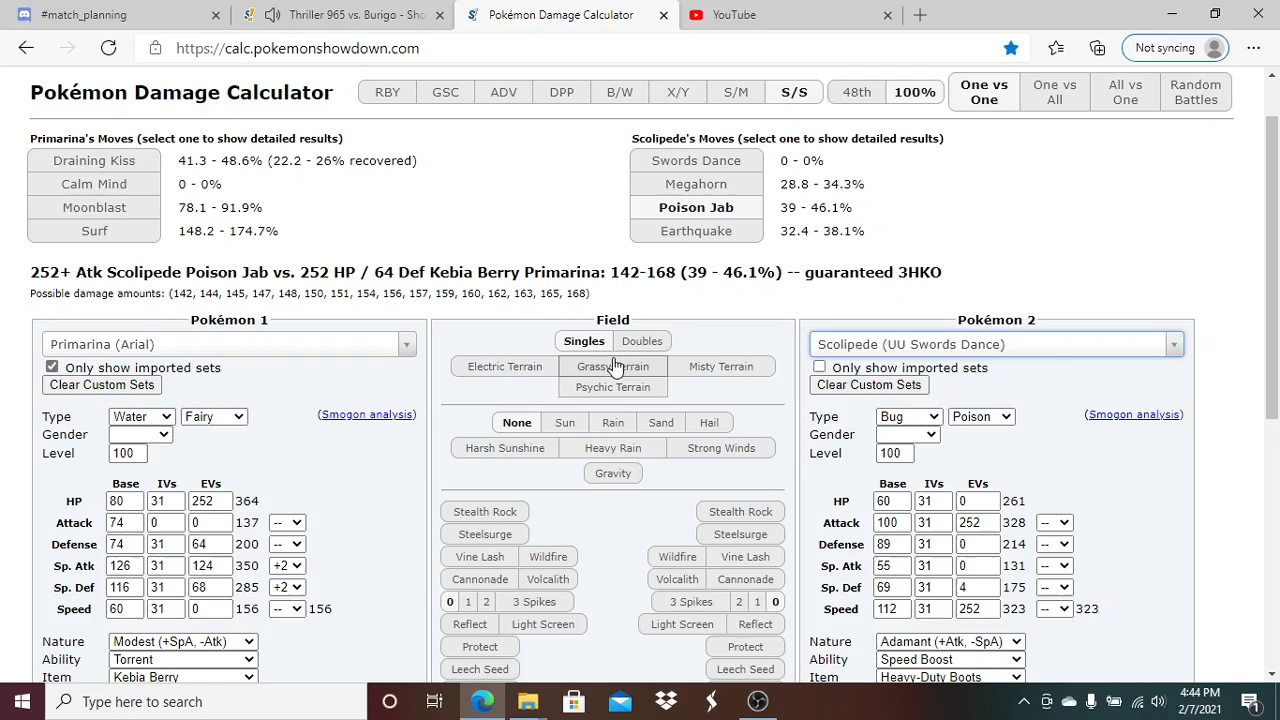 #match_planning
Thriller 965 vs. Burigo - Sho
Pokémon Damage Calculator
YouTube
https://calc.pokemonshowdown.com
Not syncing
Pokémon Damage Calculator
RBY GSC ADV DPP B/W X/Y S/M S/S 48th 100%
One vs One
One vs All
All vs One
Random Battles
Primarina's Moves (select one to show detailed results)
Draining Kiss 41.3 - 48.6% (22.2 - 26% recovered)
Calm Mind 0 - 0%
Moonblast 78.1 - 91.9%
Surf 148.2 - 174.7%
Scolipede's Moves (select one to show detailed results)
Swords Dance 0 - 0%
Megahorn 28.8 - 34.3%
Poison Jab 39 - 46.1%
Earthquake 32.4 - 38.1%
252+ Atk Scolipede Poison Jab vs. 252 HP / 64 Def Kebia Berry Primarina: 142-168 (39 - 46.1%) -- guaranteed 3HKO
Possible damage amounts: (142, 144, 145, 147, 148, 150, 151, 154, 156, 157, 159, 160, 162, 163, 165, 168)
Pokémon 1
Primarina (Arial)
Only show imported sets
Clear Custom Sets
Type Water Fairy (Smogon analysis)
Gender
Level 100
Base IVs EVs
HP 80 31 252 364
Attack 74 0 0 137 --
Defense 74 31 64 200 --
Sp. Atk 126 31 124 350 +2
Sp. Def 116 31 68 285 +2
Speed 60 31 0 156 -- 156
Nature Modest (+SpA, -Atk)
Ability Torrent
Item Kebia Berry
Field
Singles Doubles
Electric Terrain Grassy Terrain Misty Terrain
Psychic Terrain
None Sun Rain Sand Hail
Harsh Sunshine Heavy Rain Strong Winds
Gravity
Stealth Rock Stealth Rock
Steelsurge Steelsurge
Vine Lash Wildfire Wildfire Vine Lash
Cannonade Volcalith Volcalith Cannonade
0 1 2 3 Spikes 3 Spikes 2 1 0
Reflect Light Screen Light Screen Reflect
Protect Protect
Leech Seed Leech Seed
Pokémon 2
Scolipede (UU Swords Dance)
Only show imported sets
Clear Custom Sets
Type Bug Poison (Smogon analysis)
Gender
Level 100
Base IVs EVs
HP 60 31 0 261
Attack 100 31 252 328 --
Defense 89 31 0 214 --
Sp. Atk 55 31 0 131 --
Sp. Def 69 31 4 175 --
Speed 112 31 252 323 -- 323
Nature Adamant (+Atk, -SpA)
Ability Speed Boost
Item Heavy-Duty Boots
Type here to search
4:44 PM
2/7/2021
1